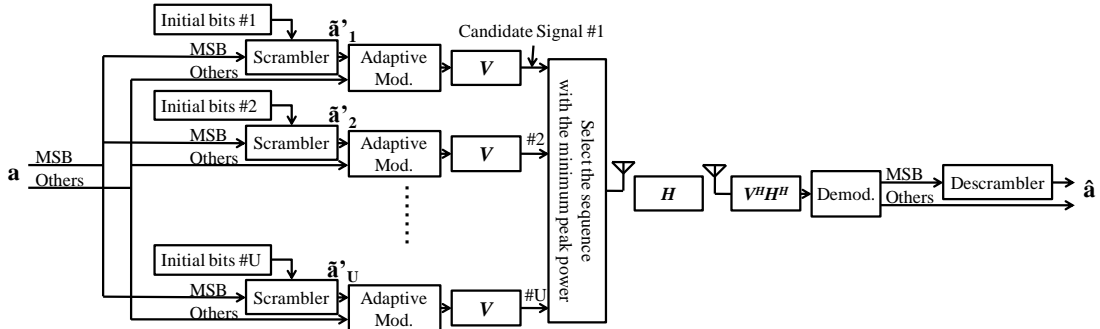 Initial bits #1
MSB
Scrambler
ã'1
Others
Adaptive
Mod.
V
Candidate Signal #1
Initial bits #2
MSB
Scrambler
ã'2
Others
Adaptive
Mod.
V
#2
a
MSB
Others
Initial bits #U
MSB
Scrambler
ã'U
Others
Adaptive
Mod.
V
#U
Select the sequence
with the minimum peak power
H
VᴴHᴴ
Demod.
MSB
Others
Descrambler
â